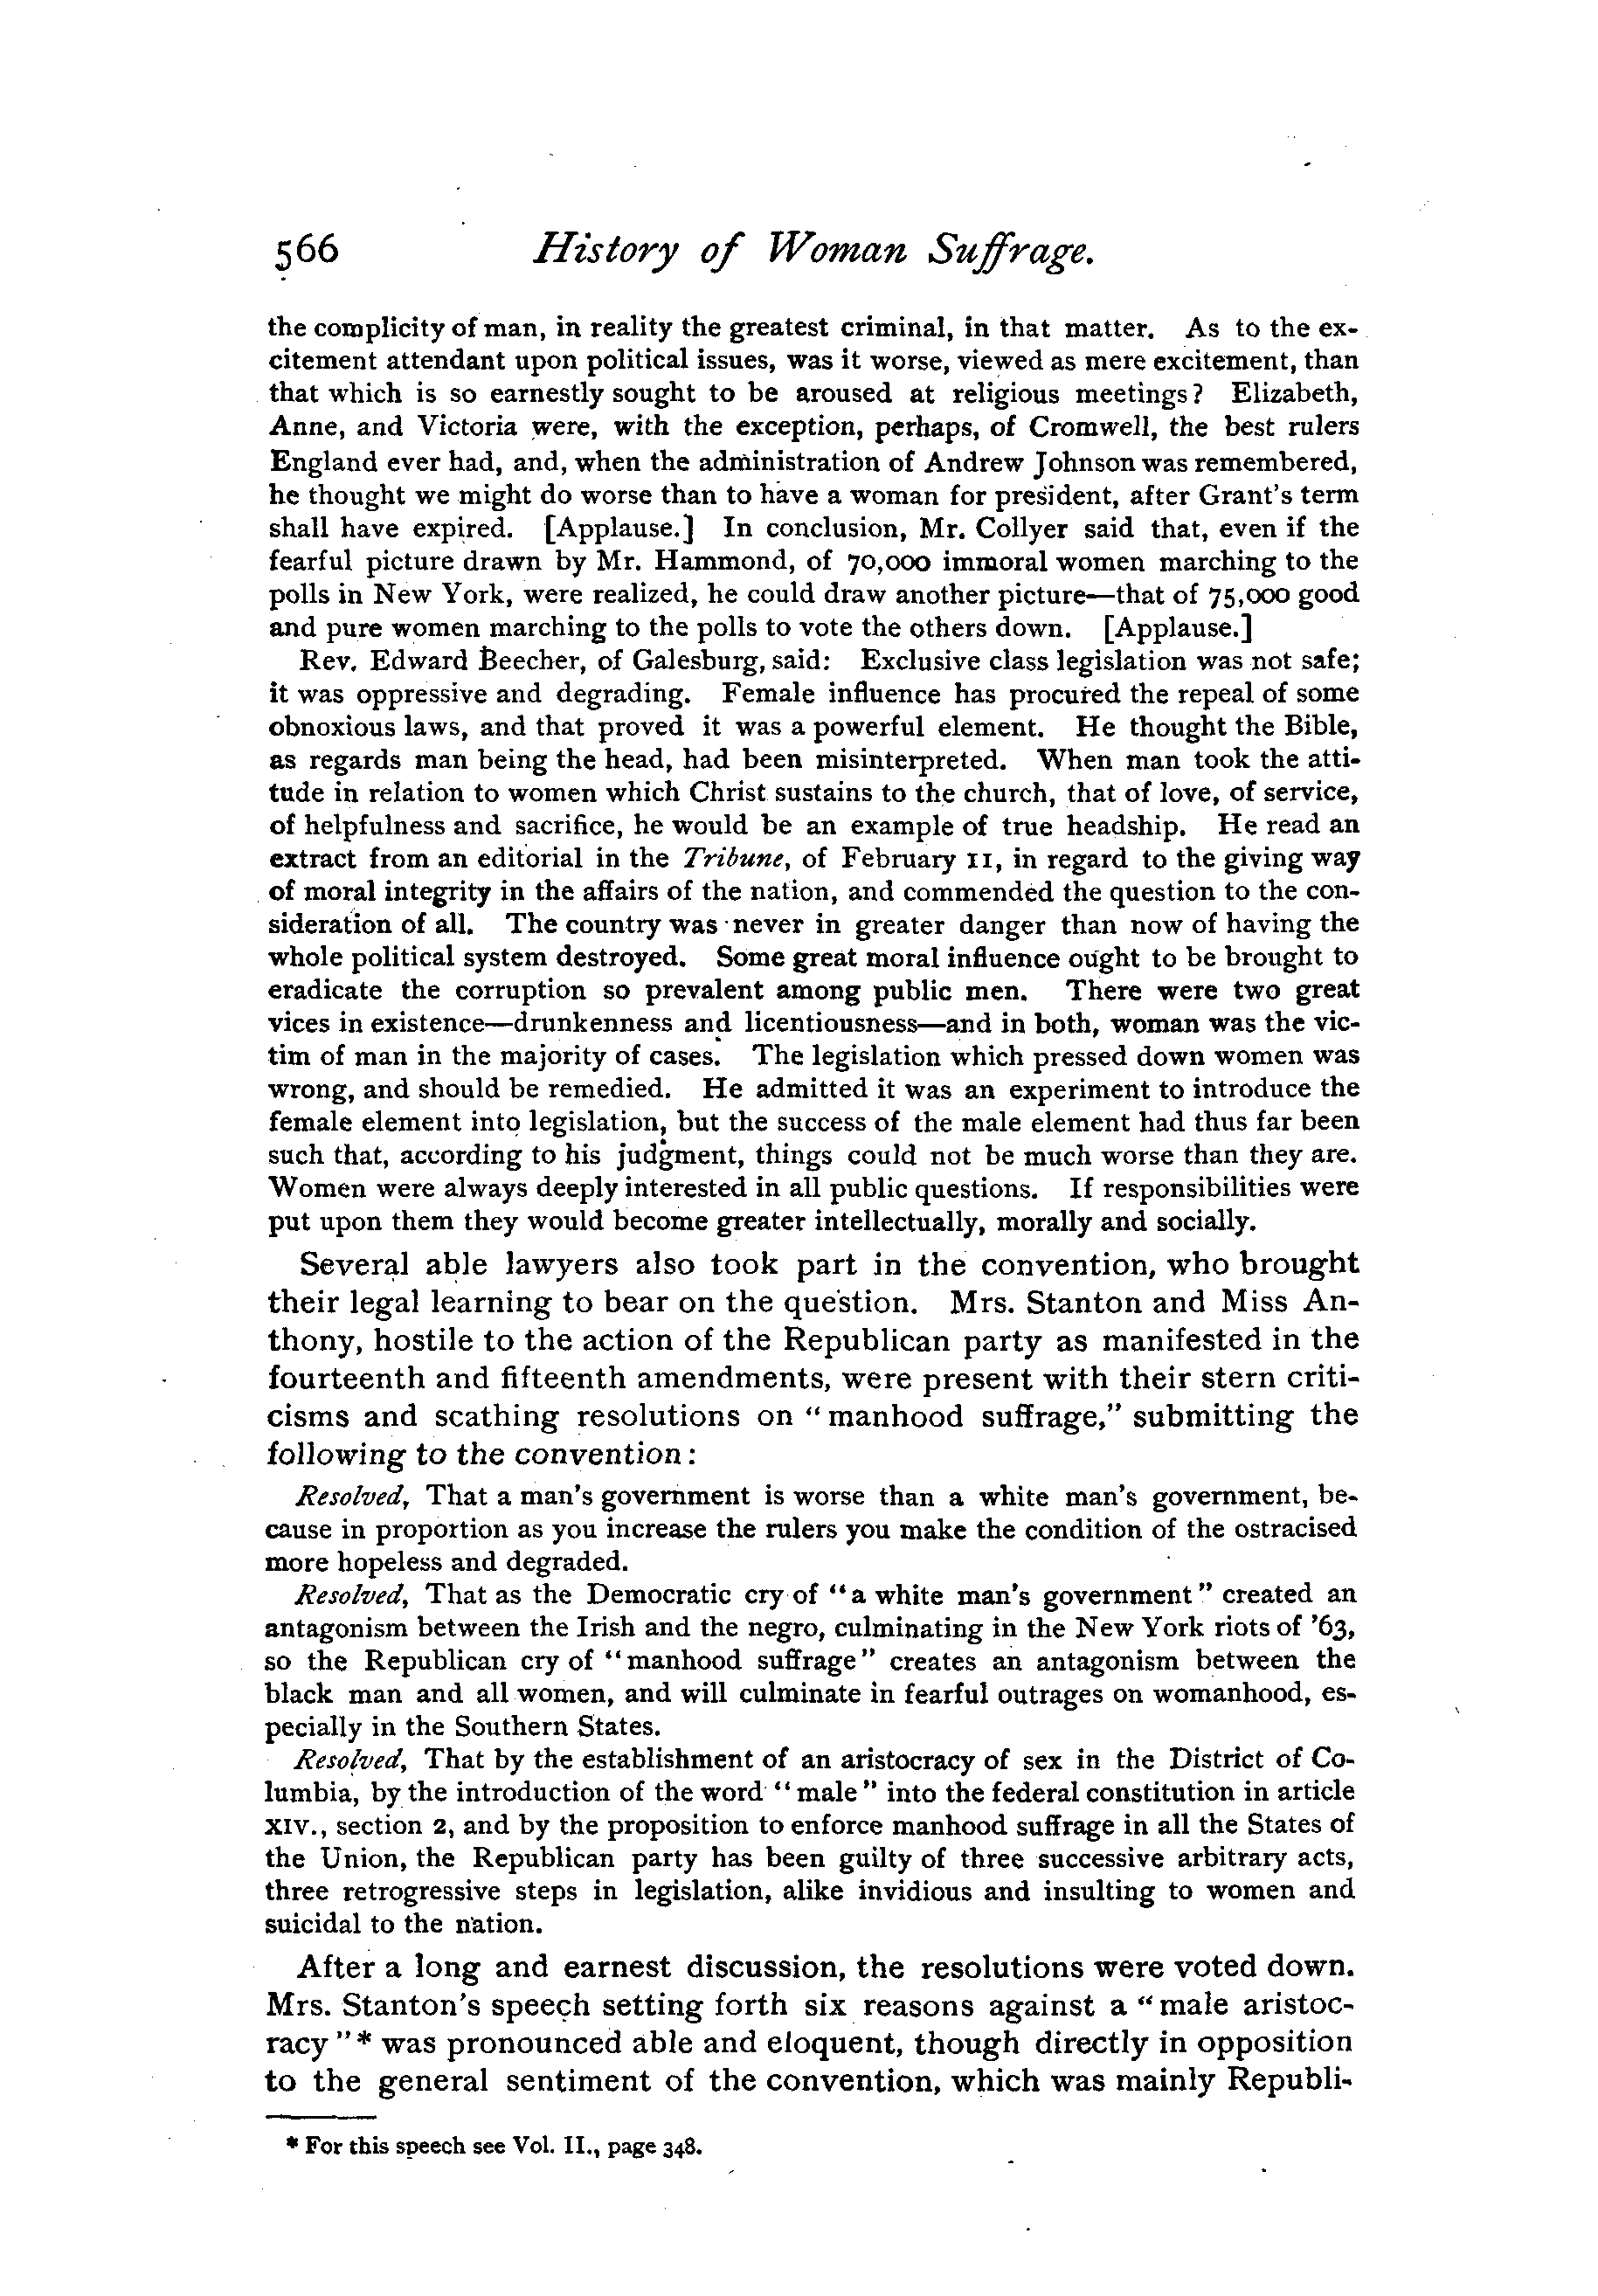 566 History of Woman Suffrage.
the complicity of man, in reality the greatest criminal, in that matter. As to the ex-
citement attendant upon political issues, was it worse, viewed as mere excitement, than
that which is so earnestly sought to be aroused at religious meetings? Elizabeth,
Anne, and Victoria were, with the exception, perhaps, of Cromwell, the best rulers
England ever had, and, when the administration of Andrew Johnson was remembered,
he thought we might do worse than to have a woman for president, after Grant's term
shall have expired. [Applause.] In conclusion, Mr. Collyer said that, even if the
fearful picture drawn by Mr. Hammond, of 70,000 immoral women marching to the
polls in New York, were realized, he could draw another picture—that of 75,000 good
and pure women marching to the polls to vote the others down. [Applause.]
Rev. Edward Beecher, of Galesburg, said: Exclusive class legislation was not safe;
it was oppressive and degrading. Female influence has procured the repeal of some
obnoxious laws, and that proved it was a powerful element. He thought the Bible,
as regards man being the head, had been misinterpreted. When man took the atti-
tude in relation to women which Christ sustains to the church, that of love, of service,
of helpfulness and sacrifice, he would be an example of true headship. He read an
extract from an editorial in the Tribune, of February 11, in regard to the giving way
of moral integrity in the affairs of the nation, and commended the question to the con-
sideration of all. The country was never in greater danger than now of having the
whole political system destroyed. Some great moral influence ought to be brought to
eradicate the corruption so prevalent among public men. There were two great
vices in existence—drunkenness and licentiousness—and in both, woman was the vic-
tim of man in the majority of cases. The legislation which pressed down women was
wrong, and should be remedied. He admitted it was an experiment to introduce the
female element into legislation, but the success of the male element had thus far been
such that, according to his judgment, things could not be much worse than they are.
Women were always deeply interested in all public questions. If responsibilities were
put upon them they would become greater intellectually, morally and socially.
Several able lawyers also took part in the convention, who brought
their legal learning to bear on the question. Mrs. Stanton and Miss An-
thony, hostile to the action of the Republican party as manifested in the
fourteenth and fifteenth amendments, were present with their stern criti-
cisms and scathing resolutions on "manhood suffrage," submitting the
following to the convention:
Resolved, That a man's government is worse than a white man's government, be-
cause in proportion as you increase the rulers you make the condition of the ostracised
more hopeless and degraded.
Resolved, That as the Democratic cry of "a white man's government" created an
antagonism between the Irish and the negro, culminating in the New York riots of '63,
so the Republican cry of "manhood suffrage" creates an antagonism between the
black man and all women, and will culminate in fearful outrages on womanhood, es-
pecially in the Southern States.
Resolved, That by the establishment of an aristocracy of sex in the District of Co-
lumbia, by the introduction of the word "male" into the federal constitution in article
XIV., section 2, and by the proposition to enforce manhood suffrage in all the States of
the Union, the Republican party has been guilty of three successive arbitrary acts,
three retrogressive steps in legislation, alike invidious and insulting to women and
suicidal to the nation.
After a long and earnest discussion, the resolutions were voted down.
Mrs. Stanton's speech setting forth six reasons against a "male aristoc-
racy"* was pronounced able and eloquent, though directly in opposition
to the general sentiment of the convention, which was mainly Republi-
* For this speech see Vol. II., page 348.